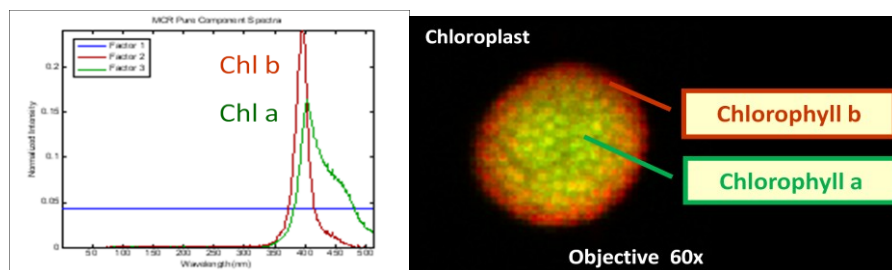 MCR Pure Component Spectra
Factor 1
Factor 2
Factor 3
Chl b
Chl a
Normalized Intensity
0.2
0.15
0.1
0.05
0
50 100 150 200 250 300 350 400 450 500
Wavelength (nm)
Chloroplast
Chlorophyll b
Chlorophyll a
Objective 60x